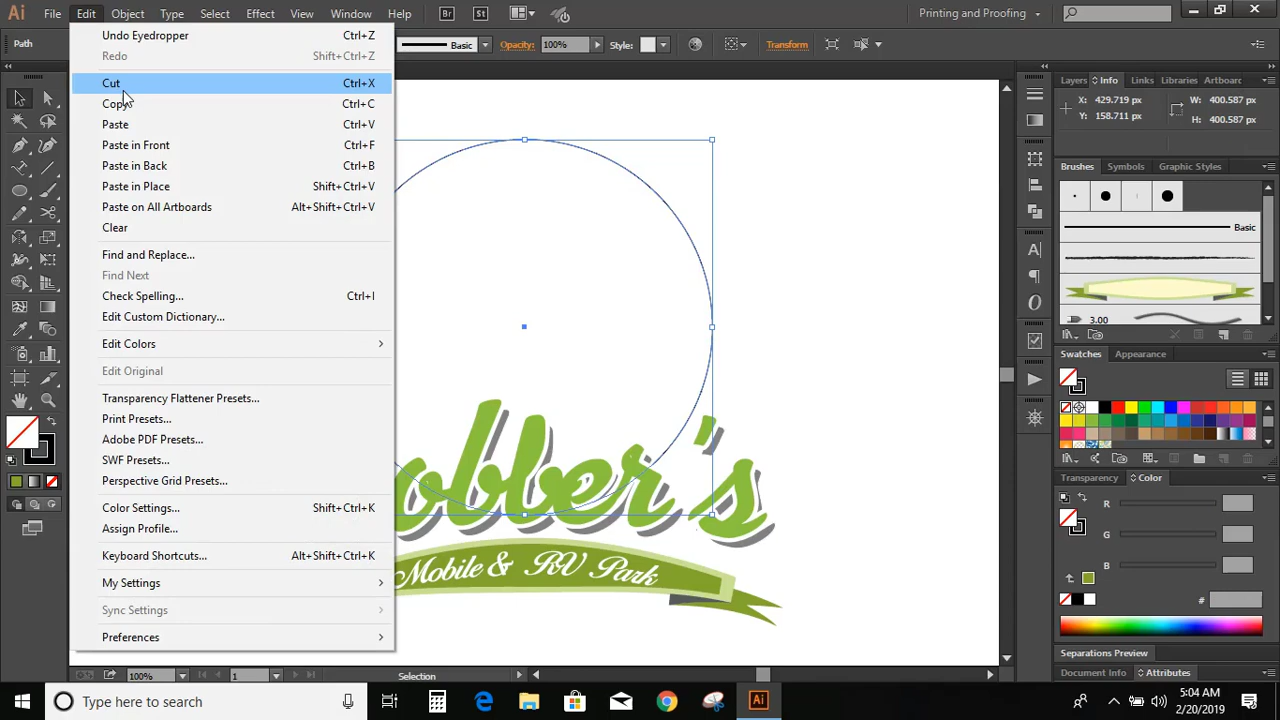 Ai File Edit Object Type Select Effect View Window Help Br St Printing and Proofing
Path Basic Opacity: 100% Style: Transform
Undo Eyedropper Ctrl+Z
Redo Shift+Ctrl+Z
Cut Ctrl+X
Copy Ctrl+C
Paste Ctrl+V
Paste in Front Ctrl+F
Paste in Back Ctrl+B
Paste in Place Shift+Ctrl+V
Paste on All Artboards Alt+Shift+Ctrl+V
Clear
Find and Replace...
Find Next
Check Spelling... Ctrl+I
Edit Custom Dictionary...
Edit Colors
Edit Original
Transparency Flattener Presets...
Print Presets...
Adobe PDF Presets...
SWF Presets...
Perspective Grid Presets...
Color Settings... Shift+Ctrl+K
Assign Profile...
Keyboard Shortcuts... Alt+Shift+Ctrl+K
My Settings
Sync Settings
Preferences
obber's
Mobile & RV Park
Layers Info Links Libraries Artboar
X: 429.719 px W: 400.587 px
Y: 158.711 px H: 400.587 px
Brushes Symbols Graphic Styles
Basic
3.00
Swatches Appearance
Transparency Color
R
G
B
#
Separations Preview
Document Info Attributes
100% 1 Selection
Type here to search Ai 5:44 AM
2/20/2019